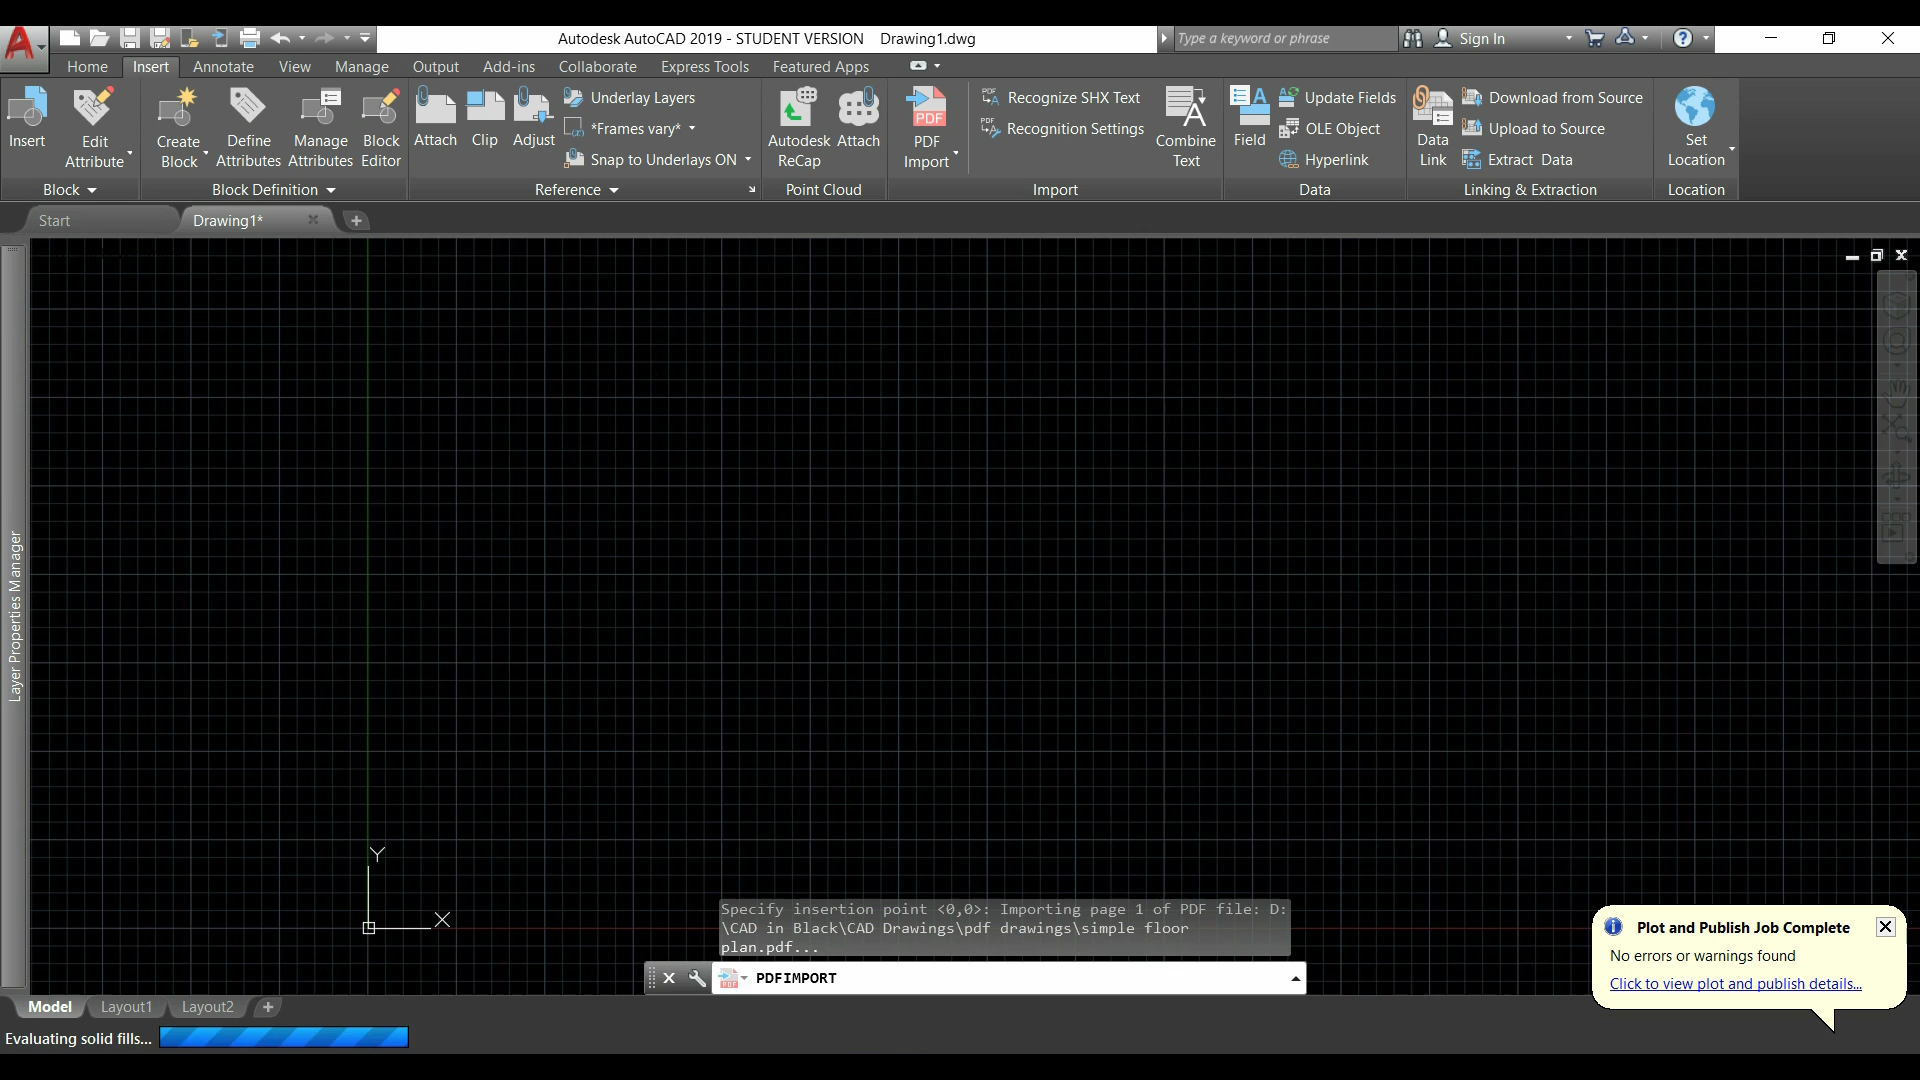 Autodesk AutoCAD 2019 - STUDENT VERSION Drawing1.dwg
Type a keyword or phrase
Sign In
Home Insert Annotate View Manage Output Add-ins Collaborate Express Tools Featured Apps
Insert
Edit
Attribute
Block
Create
Block
Define
Attributes
Manage
Attributes
Block
Editor
Block Definition
Attach
Clip
Adjust
Underlay Layers
*Frames vary*
Snap to Underlays ON
Reference
Autodesk
ReCap
Attach
Point Cloud
PDF
PDF
Import
PDF
Recognize SHX Text
PDF
Recognition Settings
Combine
Text
Import
Field
Update Fields
OLE Object
Hyperlink
Data
Data
Link
Download from Source
Upload to Source
Extract Data
Linking & Extraction
Set
Location
Location
Start
Drawing1*
Layer Properties Manager
Y
X
Specify insertion point <0,0>: Importing page 1 of PDF file: D:
\CAD in Black\CAD Drawings\pdf drawings\simple floor
plan.pdf...
PDF
PDFIMPORT
Plot and Publish Job Complete
No errors or warnings found
Click to view plot and publish details...
Model Layout1 Layout2
Evaluating solid fills...